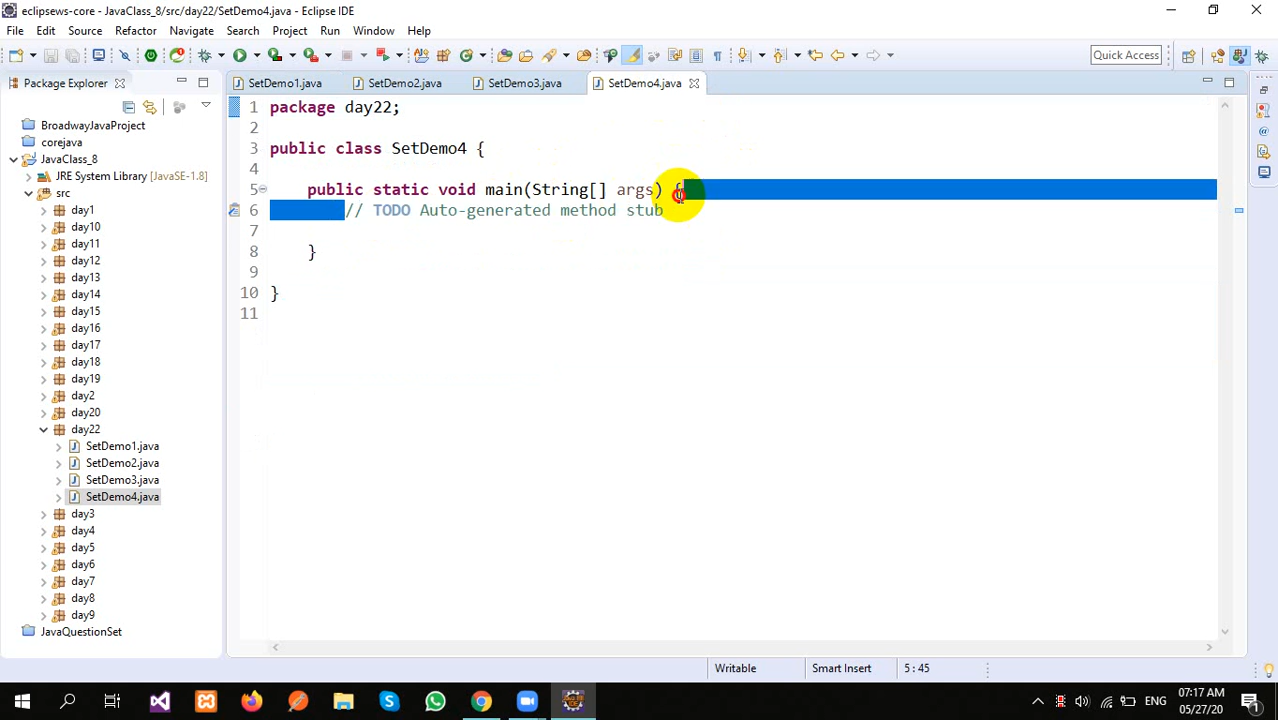 eclipsews-core - JavaClass_8/src/day22/SetDemo4.java - Eclipse IDE
File Edit Source Refactor Navigate Search Project Run Window Help
Quick Access
Package Explorer
SetDemo1.java SetDemo2.java SetDemo3.java SetDemo4.java
BroadwayJavaProject
corejava
JavaClass_8
JRE System Library [JavaSE-1.8]
src
day1
day10
day11
day12
day13
day14
day15
day16
day17
day18
day19
day2
day20
day22
SetDemo1.java
SetDemo2.java
SetDemo3.java
SetDemo4.java
day3
day4
day5
day6
day7
day8
day9
JavaQuestionSet
1 package day22;
2
3 public class SetDemo4 {
4
5 public static void main(String[] args) {
6 // TODO Auto-generated method stub
7
8 }
9
10 }
11
Writable Smart Insert 5 : 45
ENG
07:17 AM
05/27/20